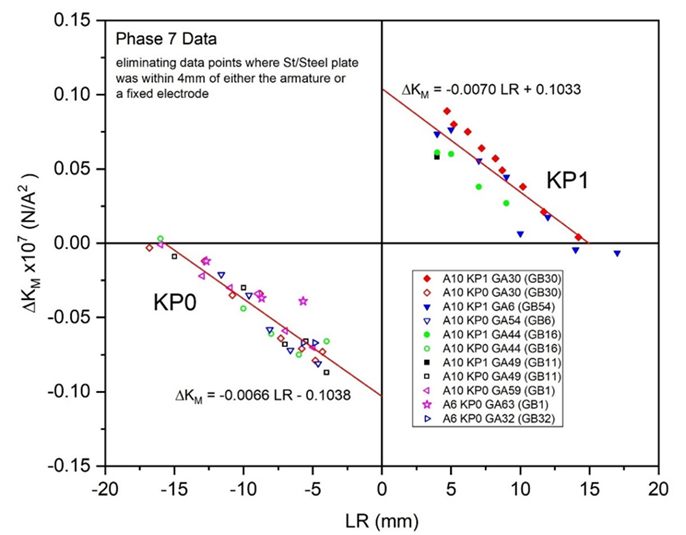 Phase 7 Data
eliminating data points where St/Steel plate
was within 4mm of either the armature or
a fixed electrode
ΔK_M = -0.0070 LR + 0.1033
KP1
KP0
ΔK_M = -0.0066 LR - 0.1038
A10 KP1 GA30 (GB30)
A10 KP0 GA30 (GB30)
A10 KP1 GA6 (GB54)
A10 KP0 GA54 (GB6)
A10 KP1 GA44 (GB16)
A10 KP0 GA44 (GB16)
A10 KP1 GA49 (GB11)
A10 KP0 GA49 (GB11)
A10 KP0 GA59 (GB1)
A6 KP0 GA63 (GB1)
A6 KP0 GA32 (GB32)
0.15
0.10
0.05
0.00
-0.05
-0.10
-0.15
ΔK_M x10⁷ (N/A²)
-20 -15 -10 -5 0 5 10 15 20
LR (mm)